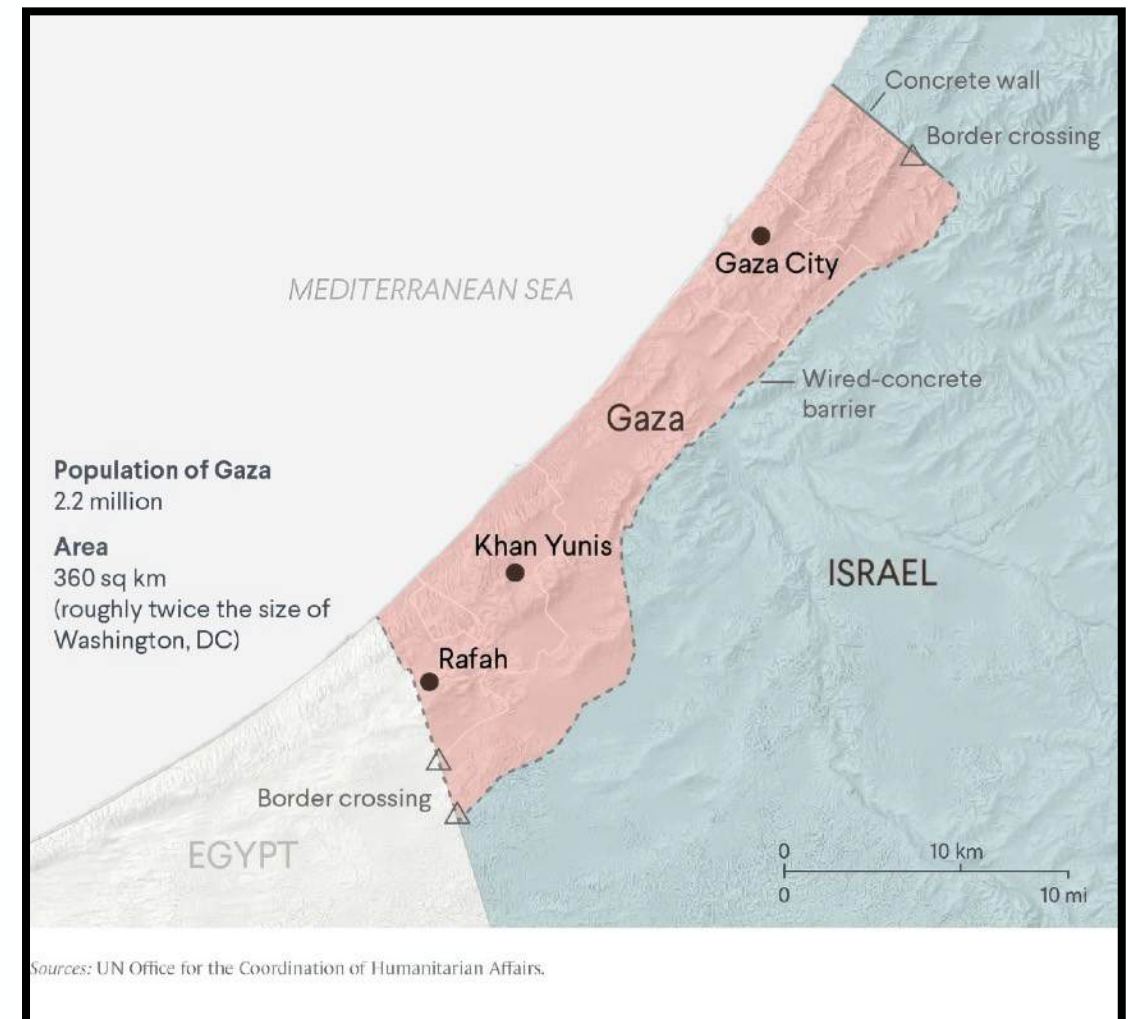 Concrete wall
Border crossing
Gaza City
MEDITERRANEAN SEA
Wired-concrete
barrier
Gaza
Population of Gaza
2.2 million
Area
360 sq km
(roughly twice the size of
Washington, DC)
Khan Yunis
ISRAEL
Rafah
Border crossing
EGYPT
0 10 km
0 10 mi
Sources: UN Office for the Coordination of Humanitarian Affairs.